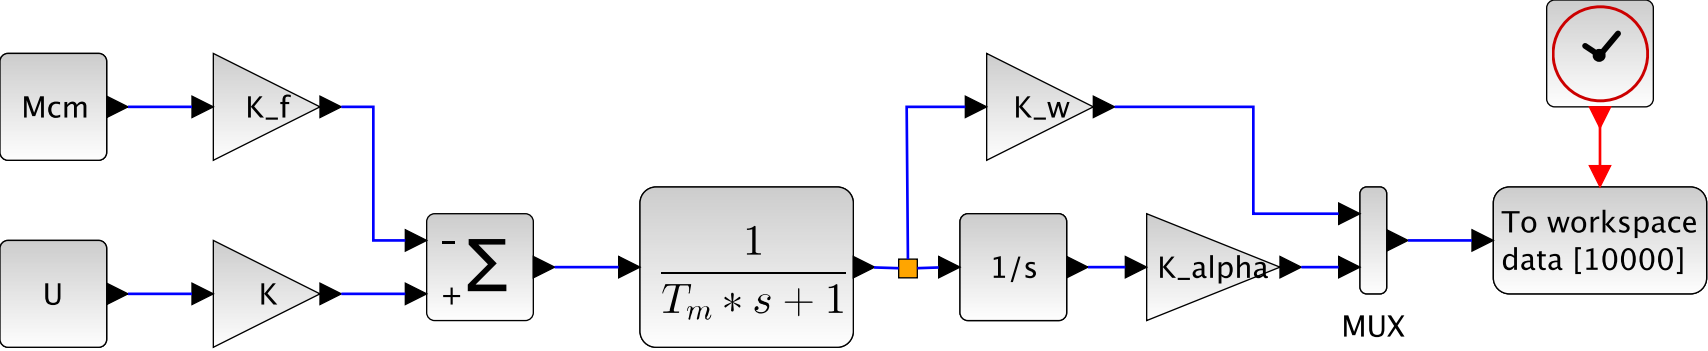 Mcm
K_f
K_w
U
K
-
+
Σ
1
T_m * s + 1
1/s
K_alpha
MUX
To workspace
data [10000]